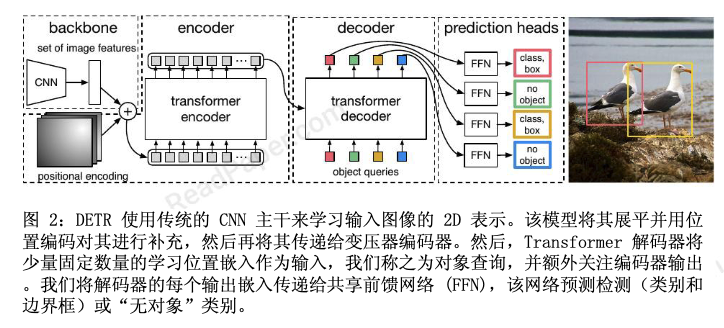 backbone
encoder
decoder
prediction heads
set of image features
CNN
+
positional encoding
...
transformer
encoder
...
transformer
decoder
object queries
FFN
class,
box
FFN
no
object
FFN
class,
box
FFN
no
object
ReadPaper.com
图 2：DETR 使用传统的 CNN 主干来学习输入图像的 2D 表示。该模型将其展平并用位
置编码对其进行补充，然后再将其传递给变压器编码器。然后，Transformer 解码器将
少量固定数量的学习位置嵌入作为输入，我们称之为对象查询，并额外关注编码器输出
。我们将解码器的每个输出嵌入传递给共享前馈网络 (FFN)，该网络预测检测（类别和
边界框）或“无对象”类别。